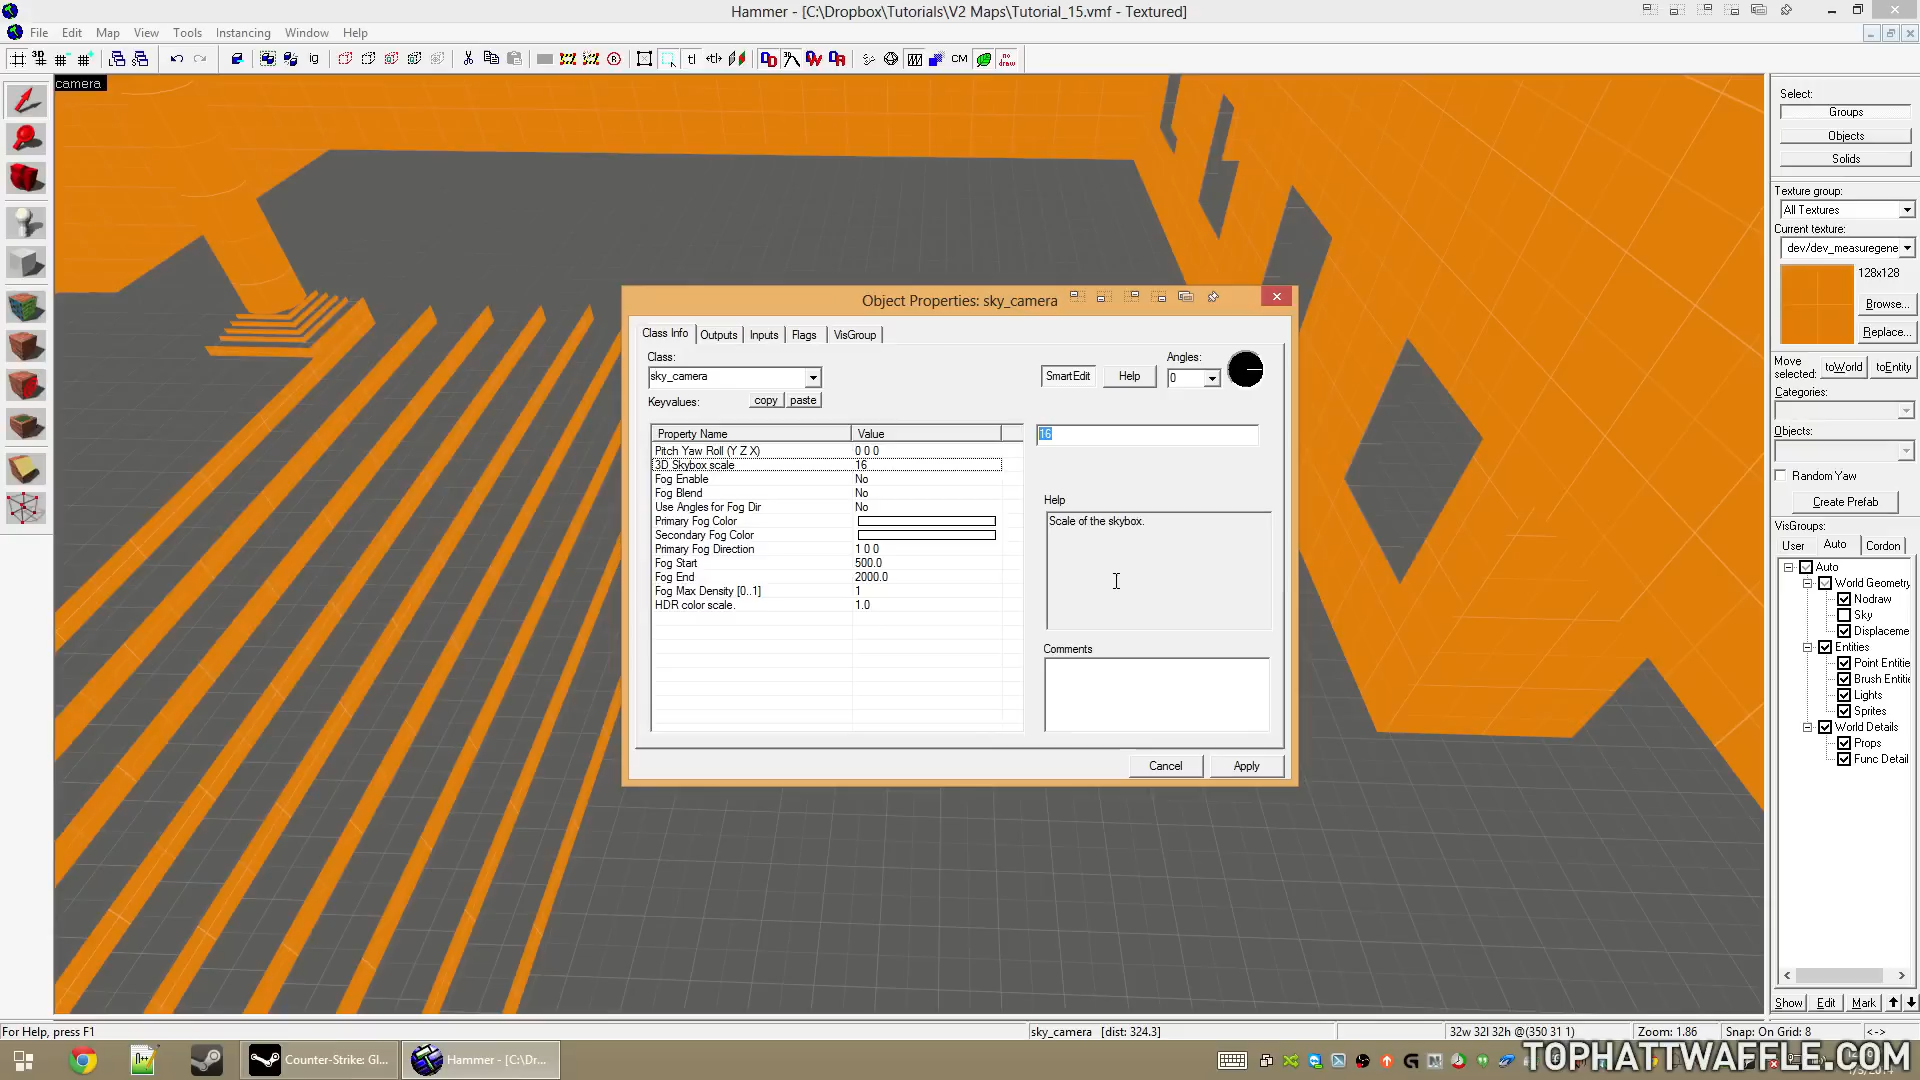 Hammer - [C:\Dropbox\Tutorials\V2 Maps\Tutorial_15.vmf - Textured]
File Edit Map View Tools Instancing Window Help
3D ig tl +tl+ CM no draw
camera
Select:
Groups
Objects
Solids
Texture group:
All Textures
Current texture:
dev/dev_measuregene
128x128
Browse...
Replace...
Move selected: toWorld toEntity
Categories:
Objects:
Random Yaw
Create Prefab
VisGroups:
User Auto Cordon
Auto
World Geometry
Nodraw
Sky
Displaceme
Entities
Point Entitie
Brush Entitie
Lights
Sprites
World Details
Props
Func Detail
Show Edit Mark
Object Properties: sky_camera
Class Info Outputs Inputs Flags VisGroup
Class:
sky_camera
Keyvalues: copy paste
SmartEdit Help
Angles:
0
Property Name Value
Pitch Yaw Roll (Y Z X) 0 0 0
3D Skybox scale 16
Fog Enable No
Fog Blend No
Use Angles for Fog Dir No
Primary Fog Color
Secondary Fog Color
Primary Fog Direction 1 0 0
Fog Start 500.0
Fog End 2000.0
Fog Max Density [0..1] 1
HDR color scale. 1.0
16
Help
Scale of the skybox.
Comments
Cancel Apply
For Help, press F1
sky_camera [dist: 324.3]
32w 32l 32h @(350 31 1)
Zoom: 1.86
Snap: On Grid: 8
<->
Counter-Strike: Gl...
Hammer - [C:\Dr...
TOPHATTWAFFLE.COM